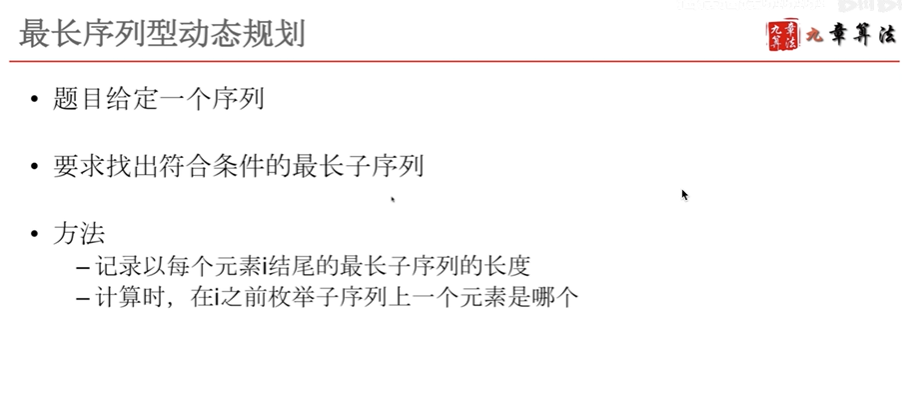 最长序列型动态规划
九章算法
九章算法
• 题目给定一个序列
• 要求找出符合条件的最长子序列
• 方法
– 记录以每个元素i结尾的最长子序列的长度
– 计算时，在i之前枚举子序列上一个元素是哪个